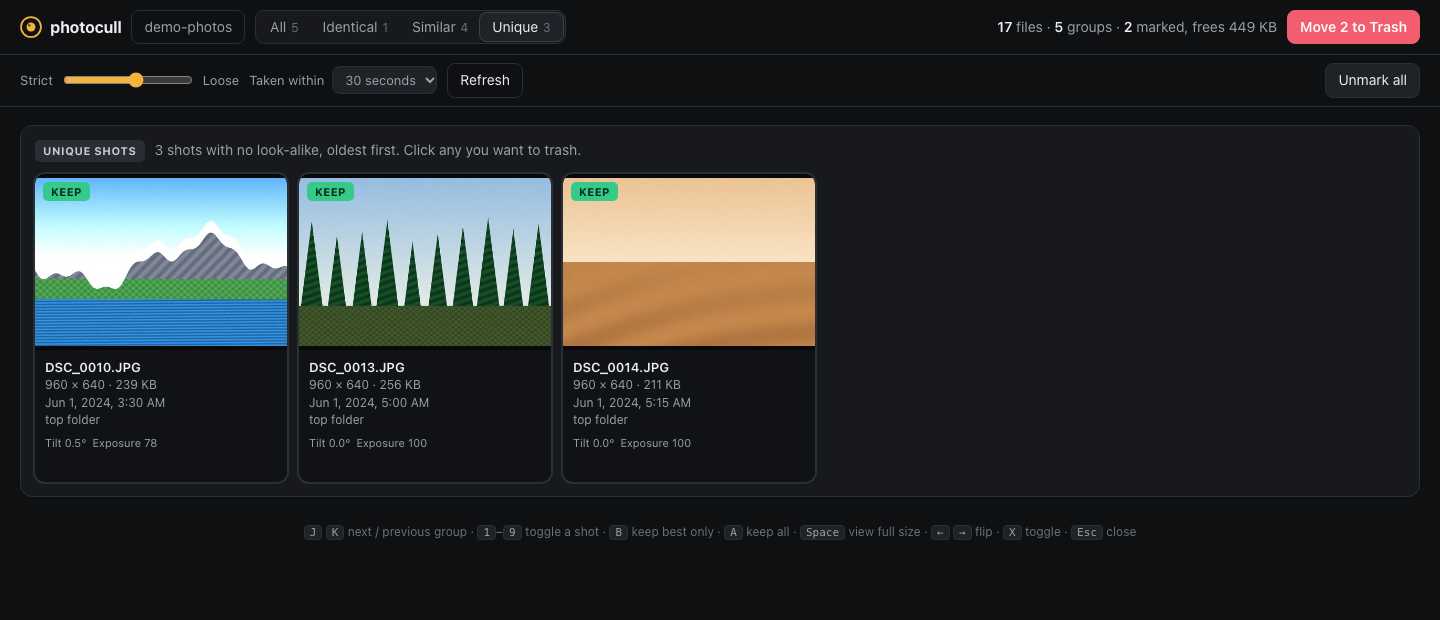 photocull demo-photos All 5 Identical 1 Similar 4 Unique 3 17 files · 5 groups · 2 marked, frees 449 KB Move 2 to Trash
Strict Loose Taken within 30 seconds Refresh Unmark all
UNIQUE SHOTS 3 shots with no look-alike, oldest first. Click any you want to trash.
KEEP KEEP KEEP
DSC_0010.JPG
960 × 640 · 239 KB
Jun 1, 2024, 3:30 AM
top folder
Tilt 0.5° Exposure 78
DSC_0013.JPG
960 × 640 · 256 KB
Jun 1, 2024, 5:00 AM
top folder
Tilt 0.0° Exposure 100
DSC_0014.JPG
960 × 640 · 211 KB
Jun 1, 2024, 5:15 AM
top folder
Tilt 0.0° Exposure 100
J K next / previous group · 1–9 toggle a shot · B keep best only · A keep all · Space view full size · ← → flip · X toggle · Esc close